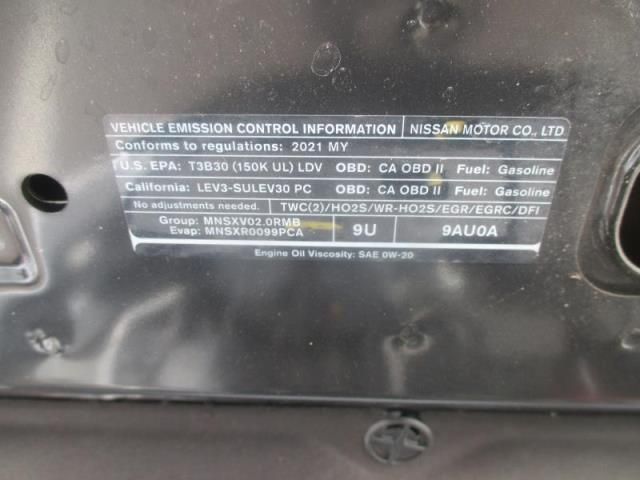 VEHICLE EMISSION CONTROL INFORMATION NISSAN MOTOR CO., LTD
Conforms to regulations: 2021 MY
U.S. EPA: T3B30 (150K UL) LDV OBD: CA OBD II Fuel: Gasoline
California: LEV3-SULEV30 PC OBD: CA OBD II Fuel: Gasoline
No adjustments needed. TWC(2)/HO2S/WR-HO2S/EGR/EGRC/DFI
Group: MNSXV02.0RMB
Evap: MNSXR0099PCA 9U 9AU0A
Engine Oil Viscosity: SAE 0W-20